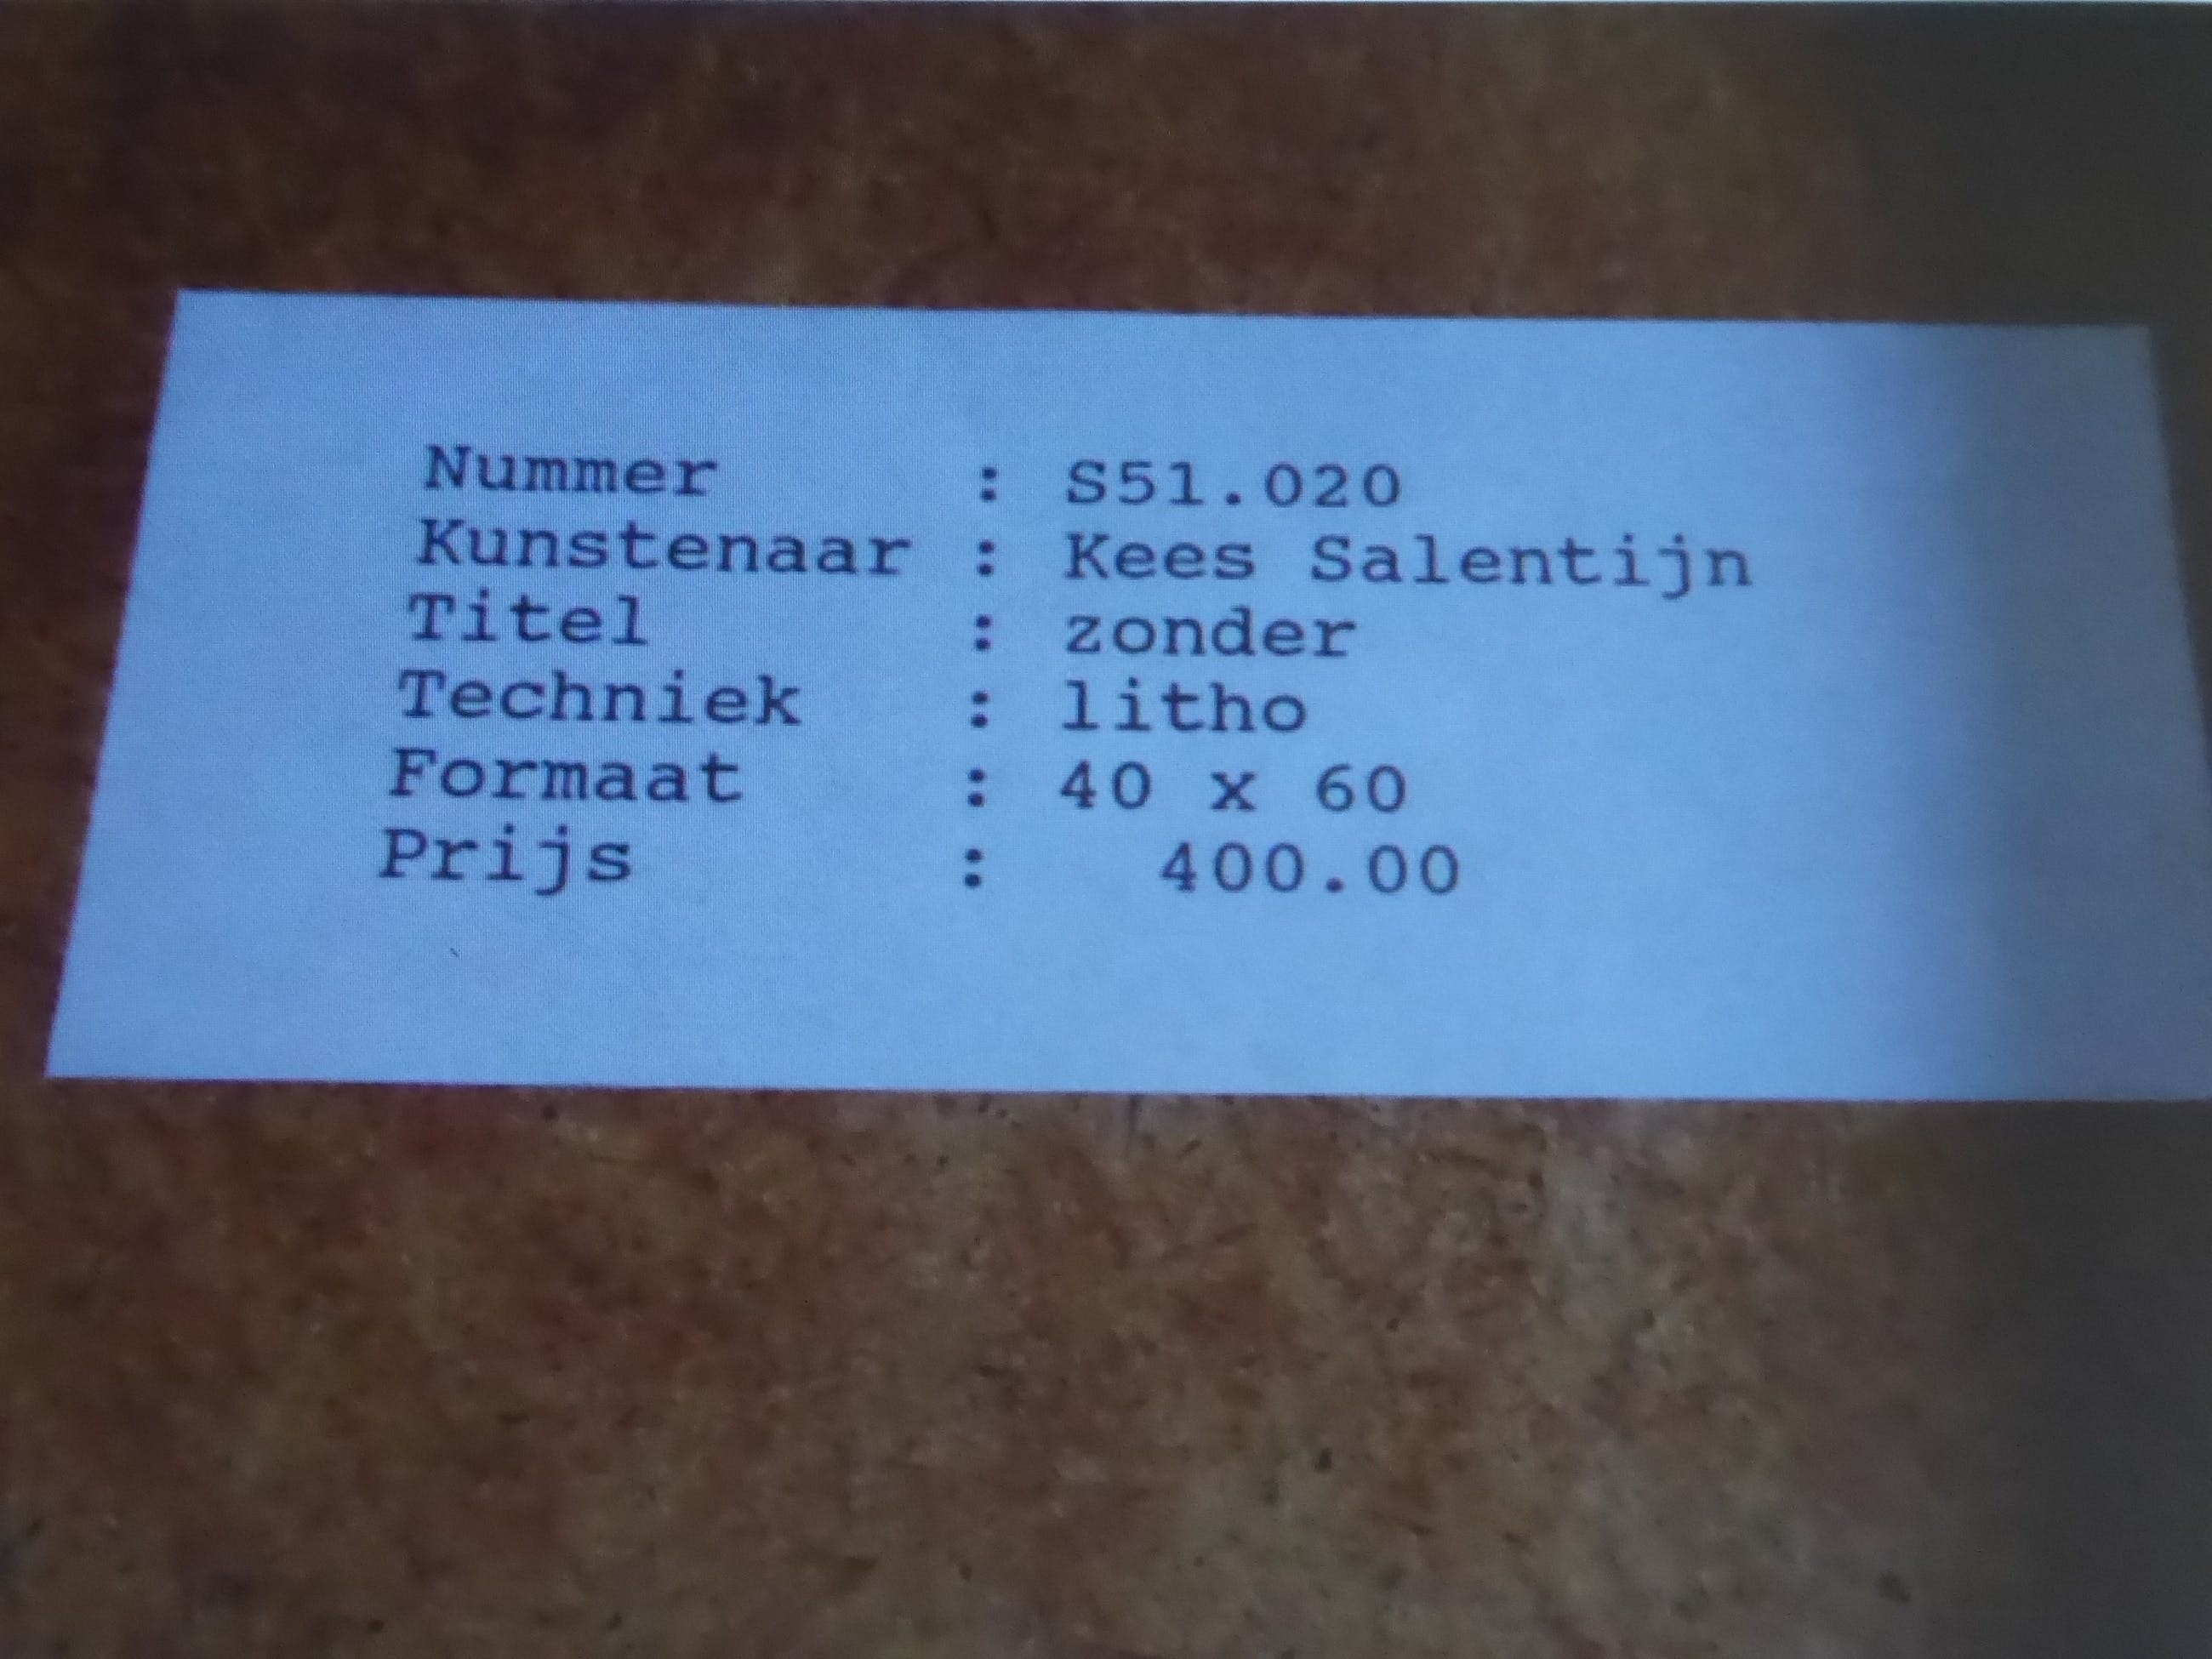 Nummer : S51.020
Kunstenaar : Kees Salentijn
Titel : zonder
Techniek : litho
Formaat : 40 x 60
Prijs : 400.00